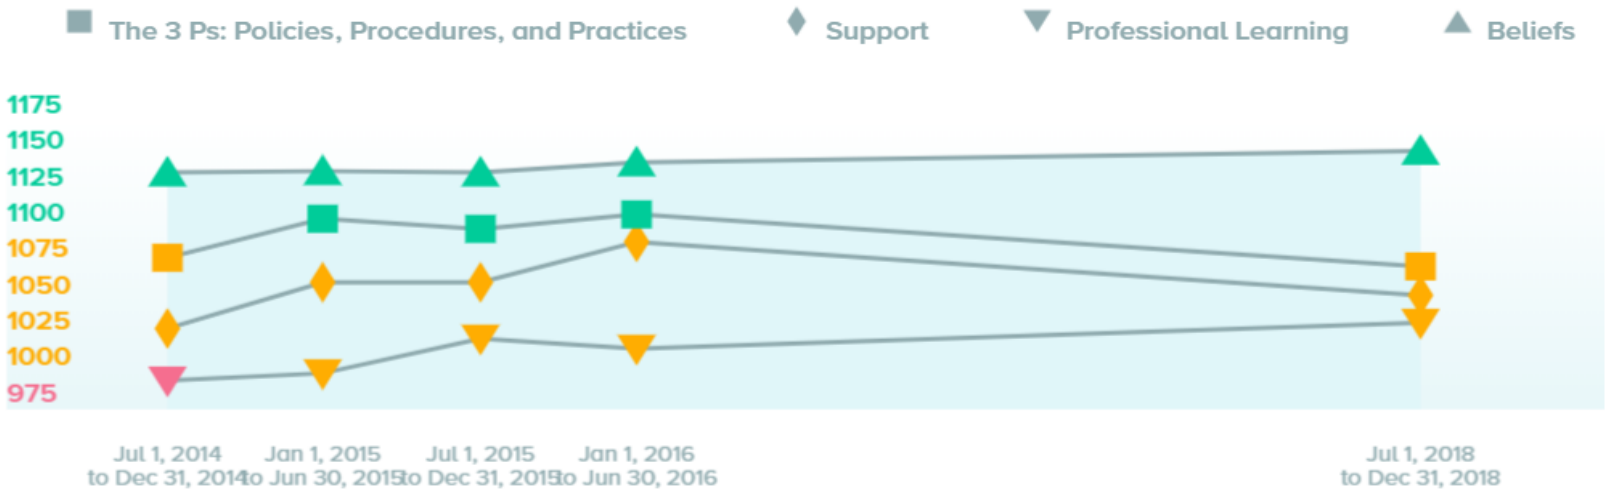 The 3 Ps: Policies, Procedures, and Practices
Support
Professional Learning
Beliefs
1175
1150
1125
1100
1075
1050
1025
1000
975
Jul 1, 2014
to Dec 31, 2014
Jan 1, 2015
to Jun 30, 2015
Jul 1, 2015
to Dec 31, 2015
Jan 1, 2016
to Jun 30, 2016
Jul 1, 2018
to Dec 31, 2018